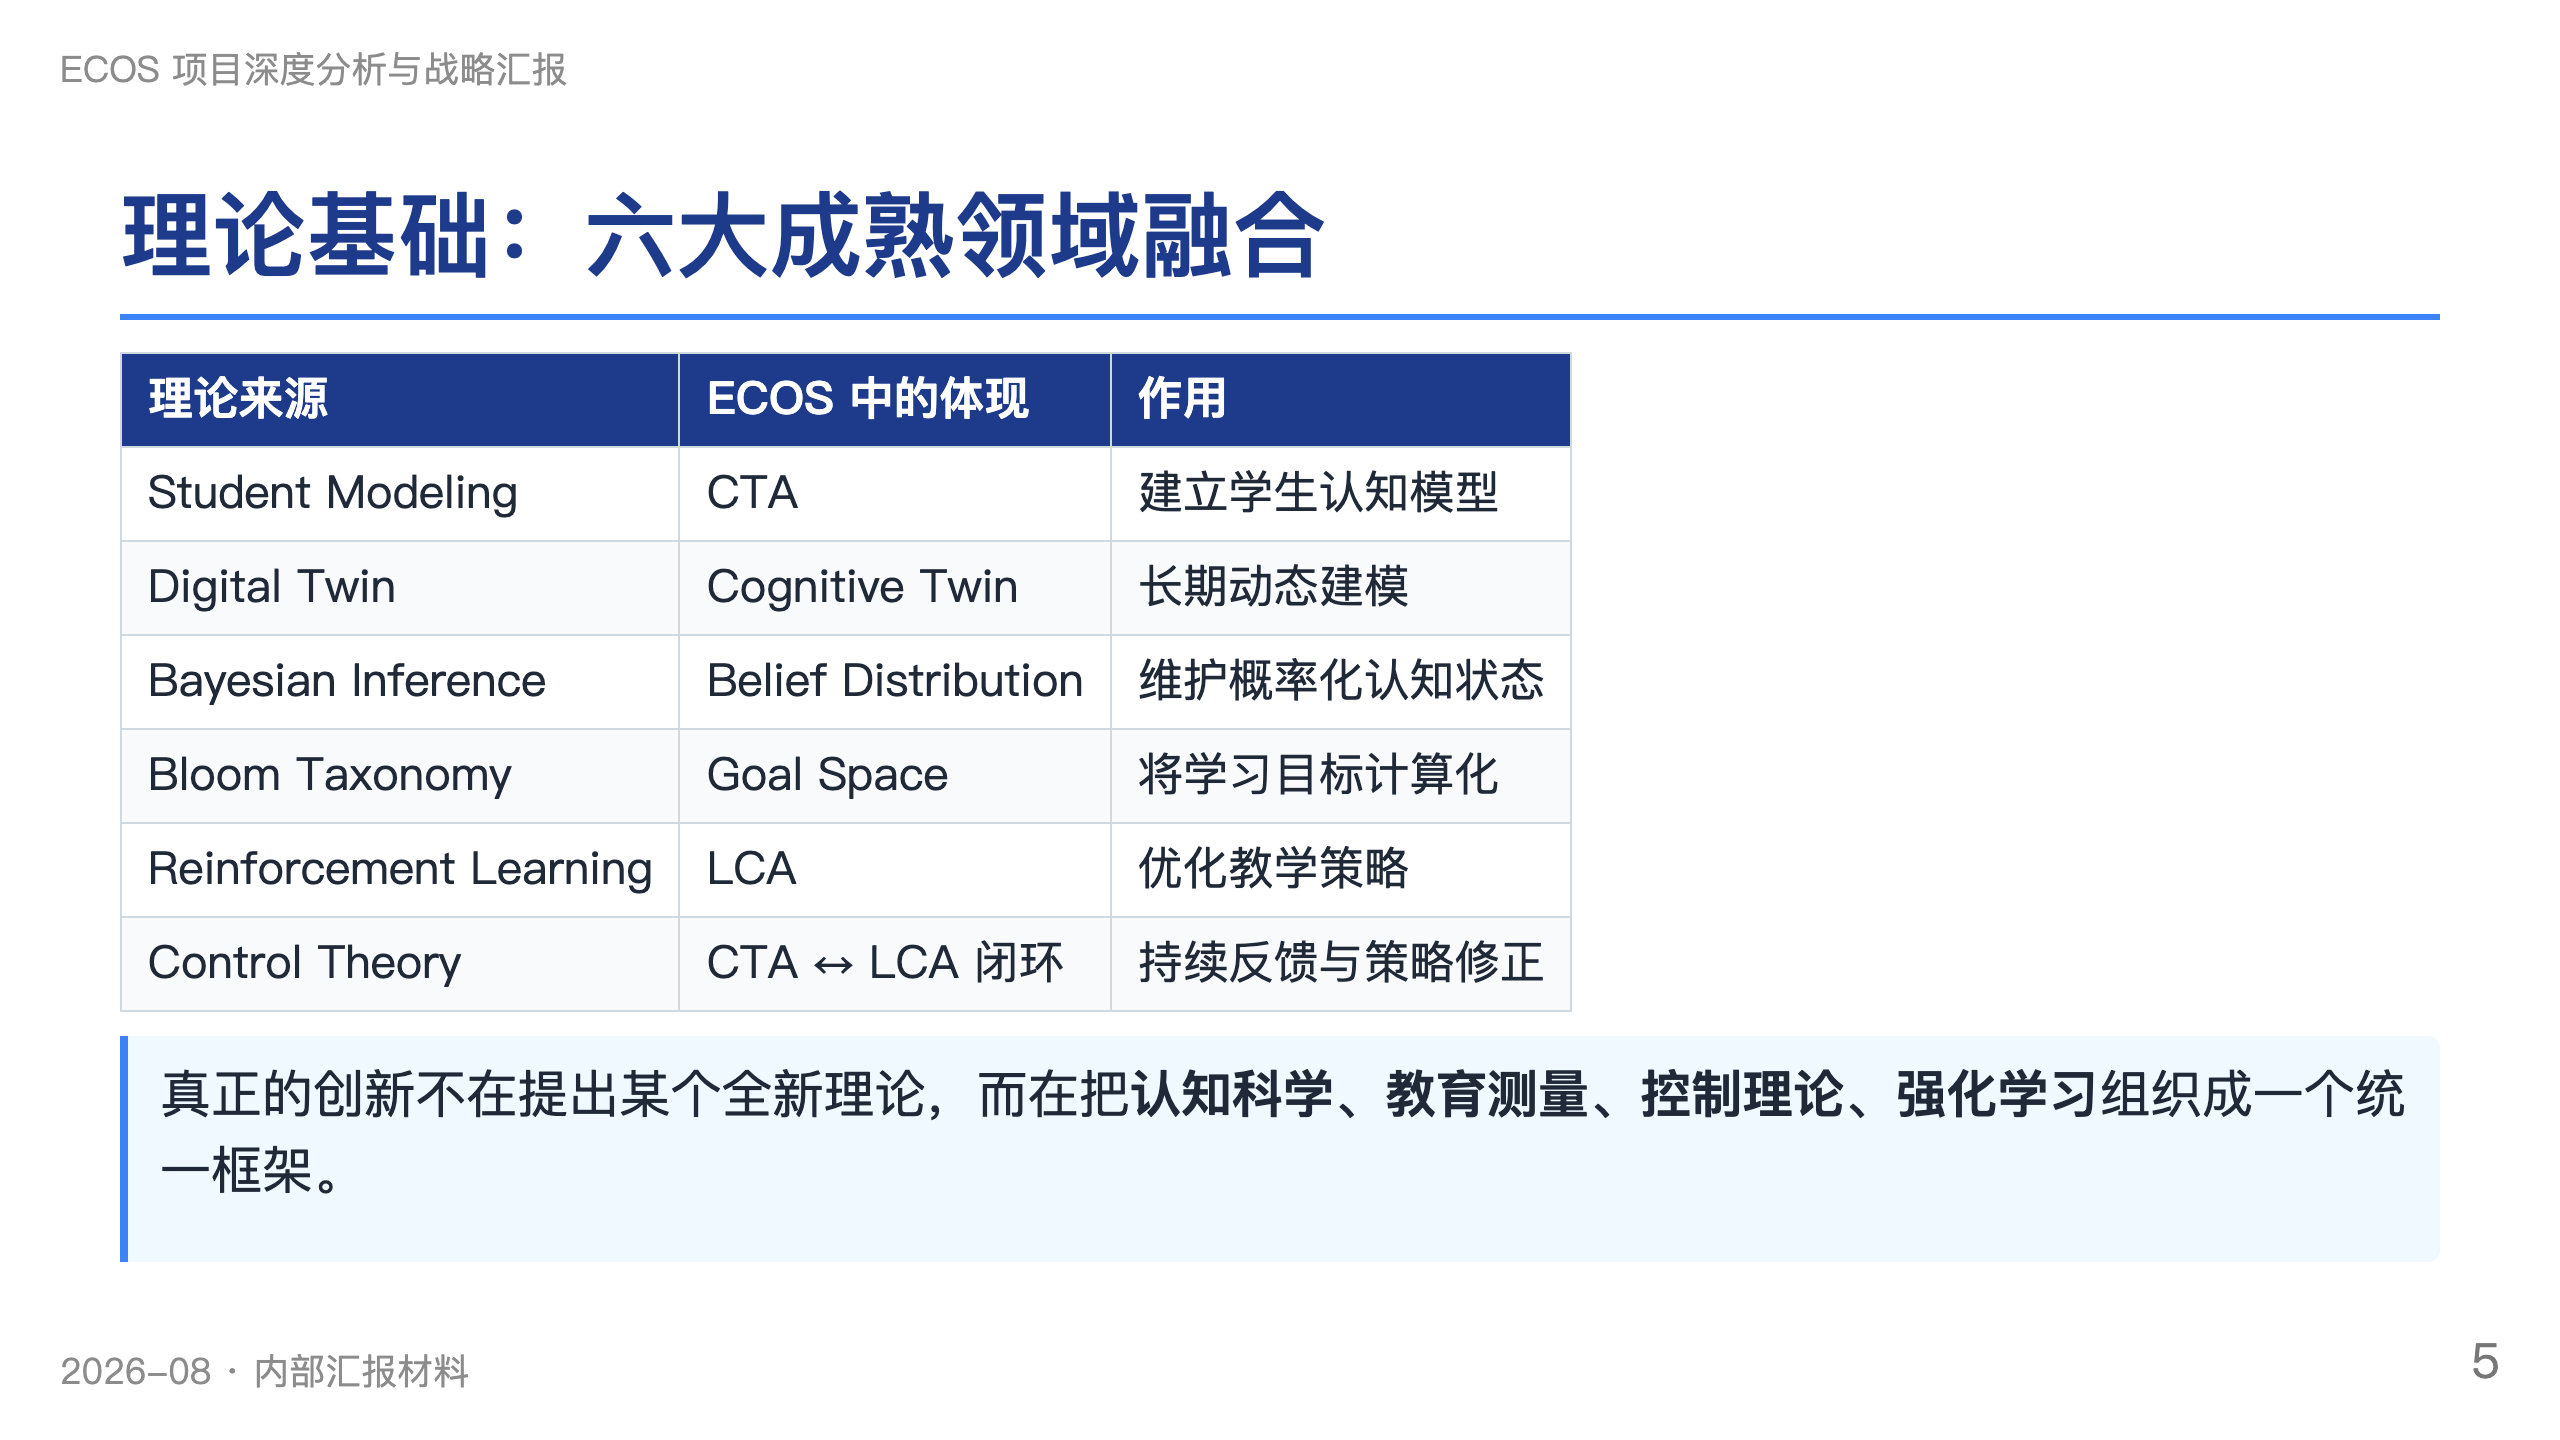 ECOS 项目深度分析与战略汇报
理论基础：六大成熟领域融合
理论来源 ECOS 中的体现 作用
Student Modeling CTA 建立学生认知模型
Digital Twin Cognitive Twin 长期动态建模
Bayesian Inference Belief Distribution 维护概率化认知状态
Bloom Taxonomy Goal Space 将学习目标计算化
Reinforcement Learning LCA 优化教学策略
Control Theory CTA ↔ LCA 闭环 持续反馈与策略修正
真正的创新不在提出某个全新理论，而在把认知科学、教育测量、控制理论、强化学习组织成一个统
一框架。
2026-08 · 内部汇报材料
5